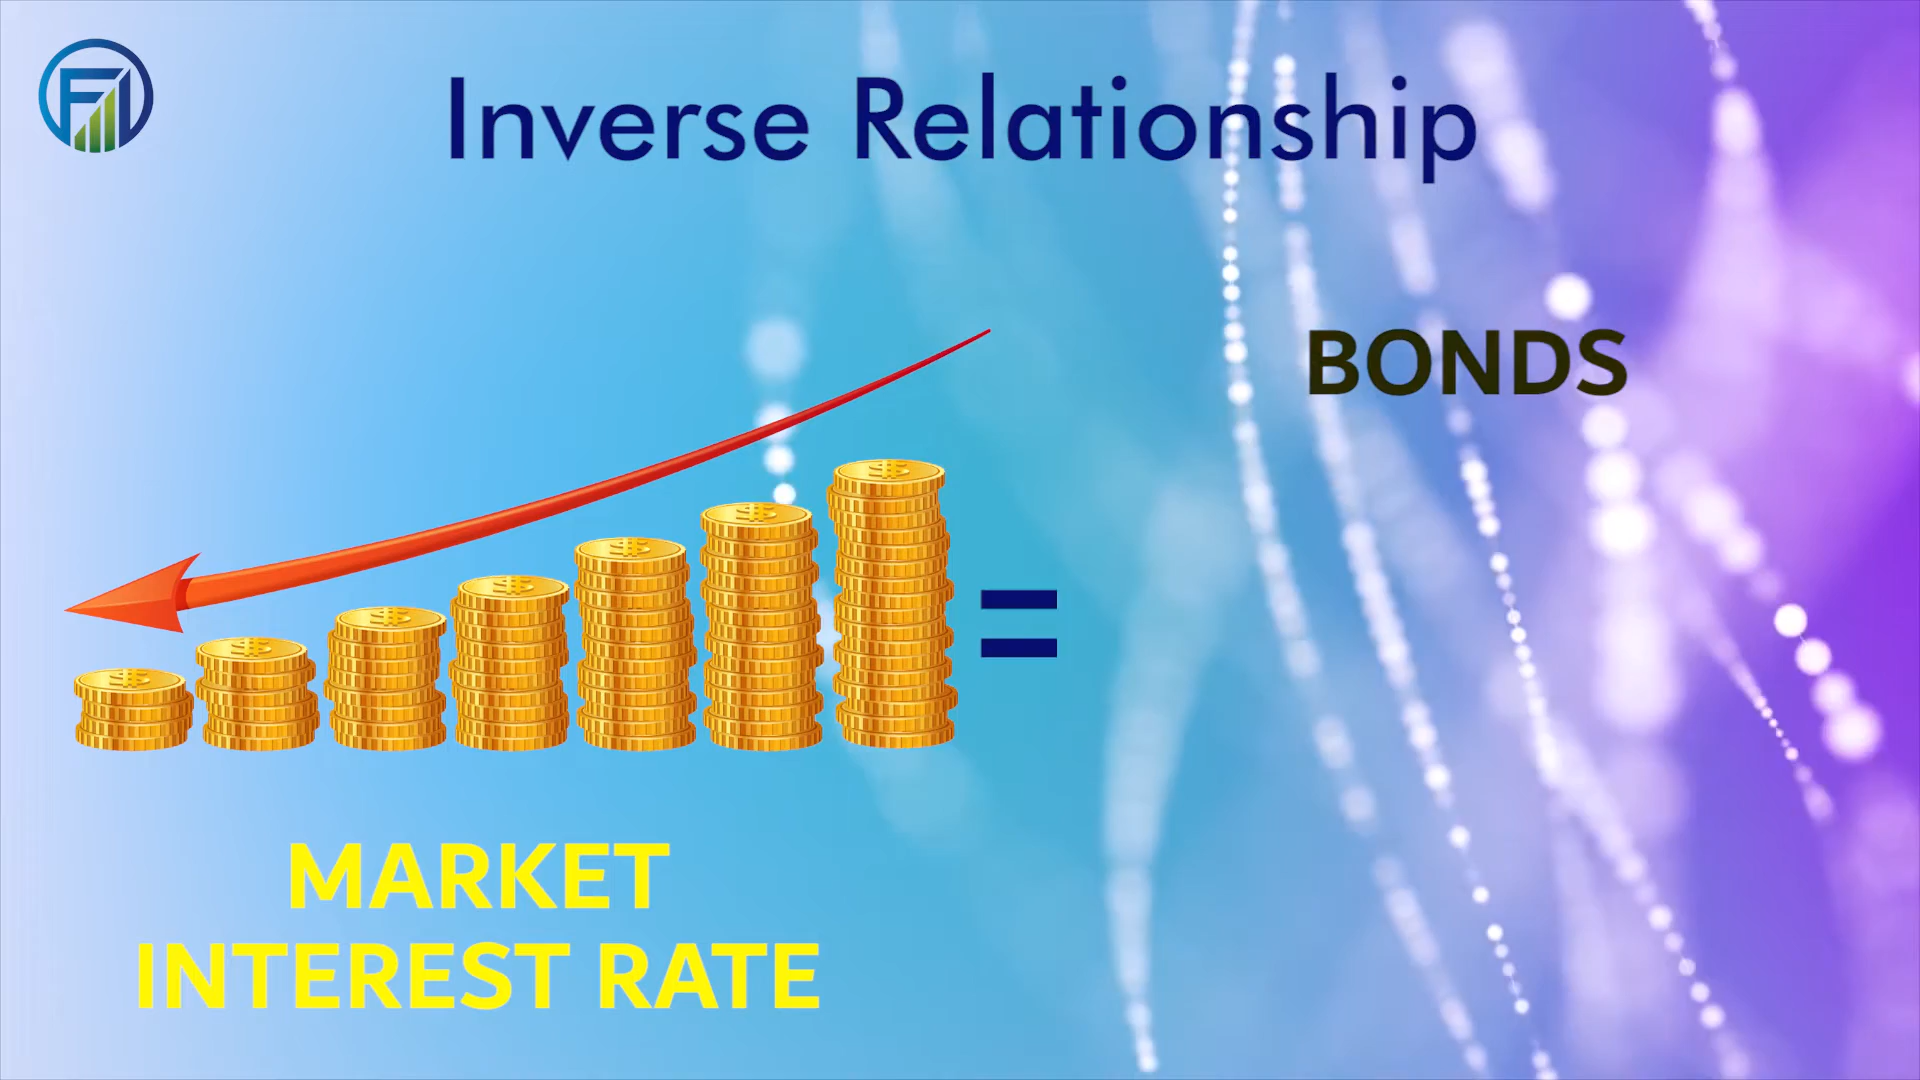 Inverse Relationship
BONDS
=
MARKET
INTEREST RATE